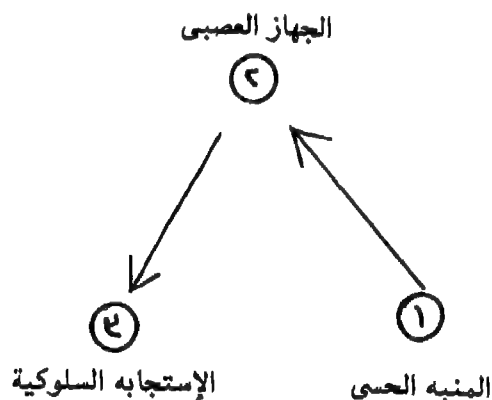 الجهاز العصبى
٢
١
٣
المنبه الحسى
الإستجابه السلوكية